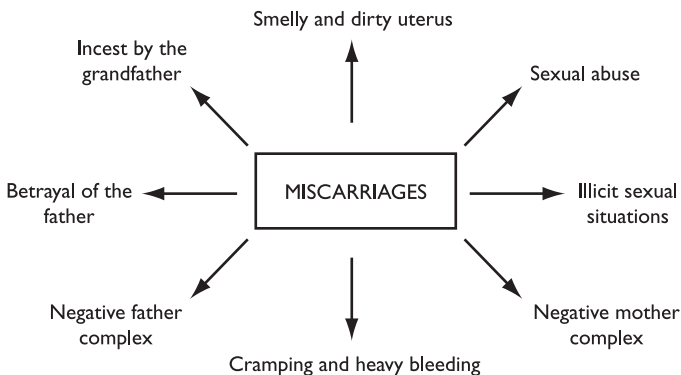 Smelly and dirty uterus
Incest by the
grandfather
Sexual abuse
Betrayal of the
father
MISCARRIAGES
Illicit sexual
situations
Negative father
complex
Negative mother
complex
Cramping and heavy bleeding